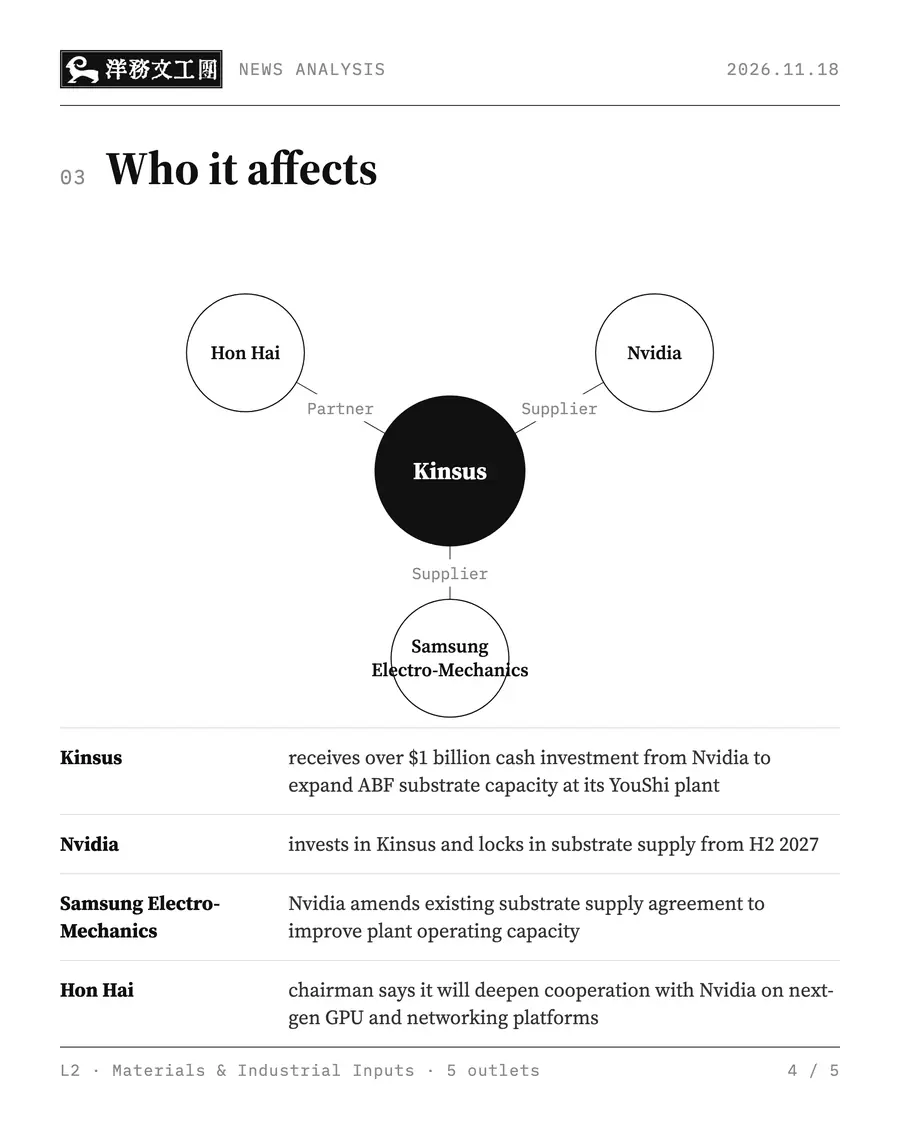 洋務文工團 NEWS ANALYSIS 2026.11.18
03 Who it affects
Hon Hai
Nvidia
Partner
Supplier
Kinsus
Supplier
Samsung
Electro-Mechanics
Kinsus receives over $1 billion cash investment from Nvidia to
expand ABF substrate capacity at its YouShi plant
Nvidia invests in Kinsus and locks in substrate supply from H2 2027
Samsung Electro- Nvidia amends existing substrate supply agreement to
Mechanics improve plant operating capacity
Hon Hai chairman says it will deepen cooperation with Nvidia on next-
gen GPU and networking platforms
L2 · Materials & Industrial Inputs · 5 outlets 4 / 5